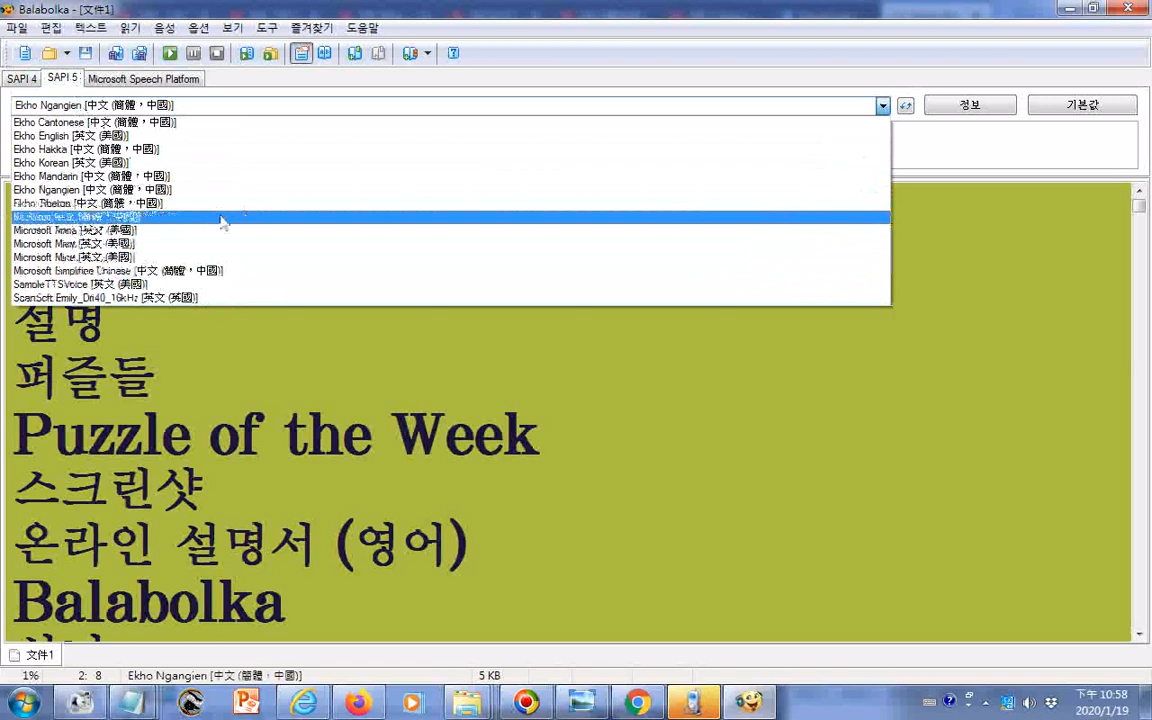 Balabolka - [文件1]
파일 편집 텍스트 읽기 음성 옵션 보기 도구 즐겨찾기 도움말
SAPI 4 SAPI 5 Microsoft Speech Platform
Ekho Ngangien [中文 (簡體，中國)] 정보 기본값
Ekho Cantonese [中文 (簡體，中國)]
Ekho English [英文 (美國)]
Ekho Hakka [中文 (簡體，中國)]
Ekho Korean [英文 (美國)]
Ekho Mandarin [中文 (簡體，中國)]
Ekho Ngangien [中文 (簡體，中國)]
Ekho Tibetan [中文 (簡體，中國)]
Microsoft [英文 (美國)]
Microsoft Mary [英文 (美國)]
Microsoft Mike [英文 (美國)]
Microsoft Simplified Chinese [中文 (簡體，中國)]
SampleTTSVoice [英文 (美國)]
ScanSoft Emily_Dri40_16kHz [英文 (英國)]
설명
퍼즐들
Puzzle of the Week
스크린샷
온라인 설명서 (영어)
Balabolka
文件1
1% 2: 8 Ekho Ngangien [中文 (簡體，中國)] 5 KB
下午 10:58
2020/1/19